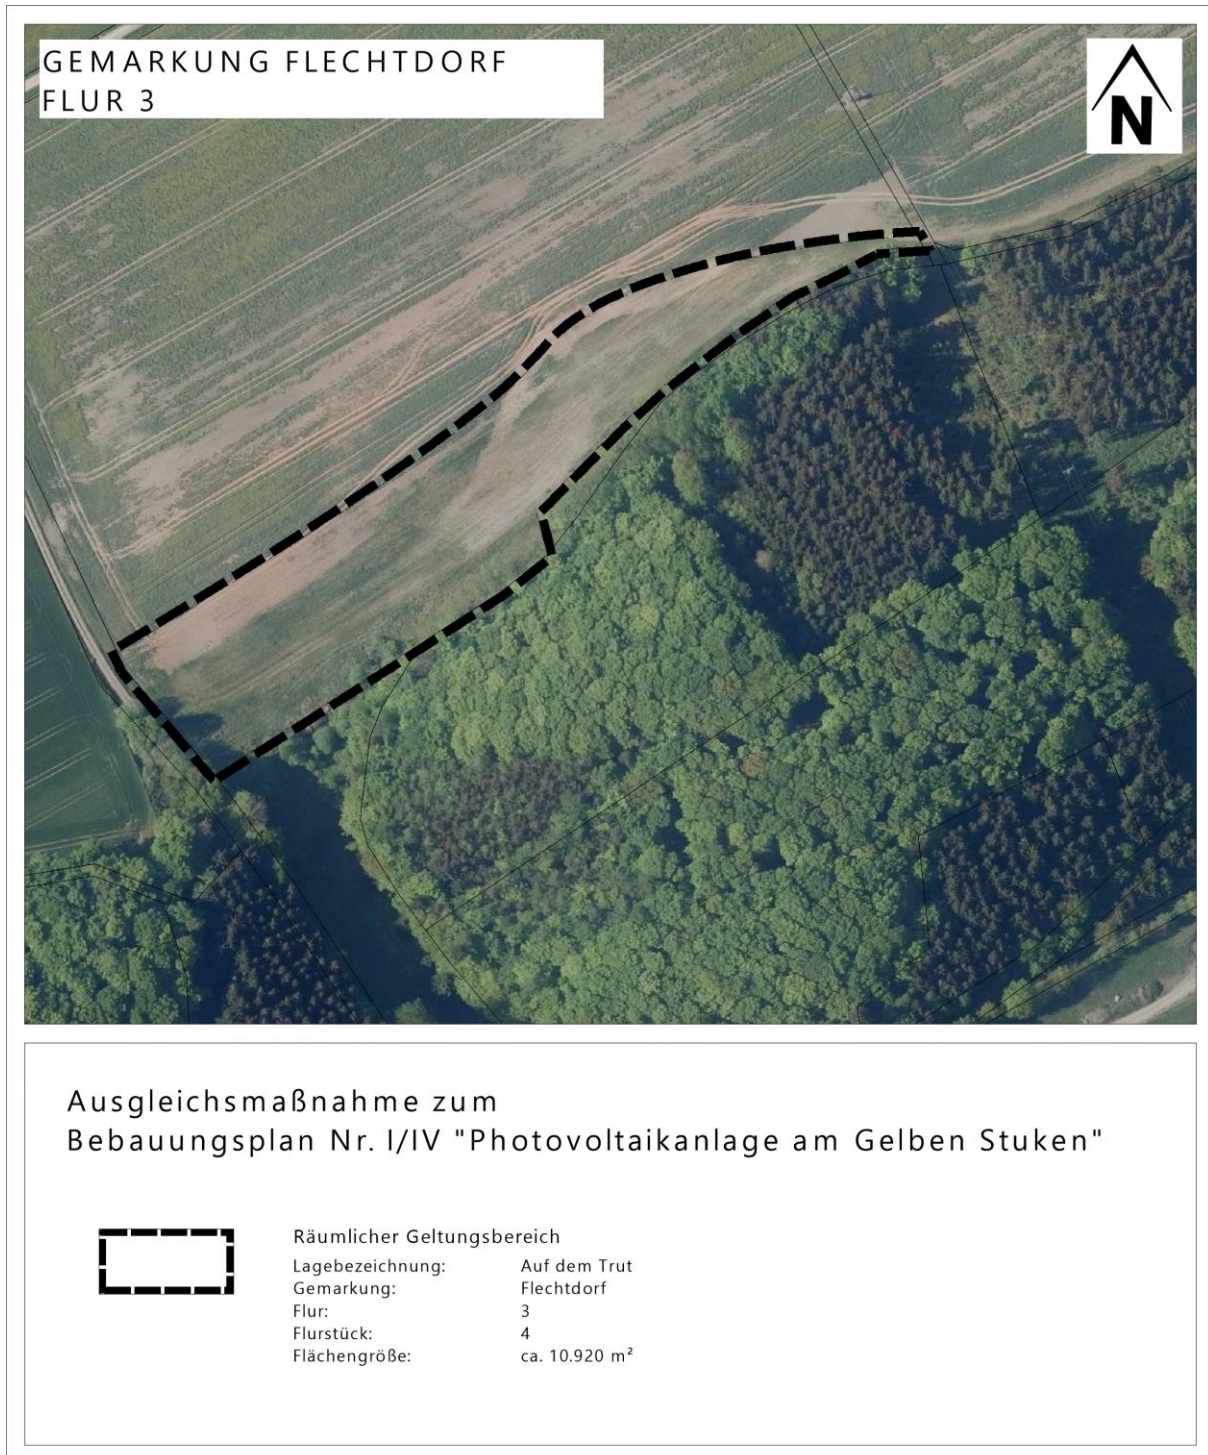 GEMARKUNG FLECHTDORF
FLUR 3
N
Ausgleichsmaßnahme zum
Bebauungsplan Nr. I/IV "Photovoltaikanlage am Gelben Stuken"
Räumlicher Geltungsbereich
Lagebezeichnung: Auf dem Trut
Gemarkung: Flechtdorf
Flur: 3
Flurstück: 4
Flächengröße: ca. 10.920 m²